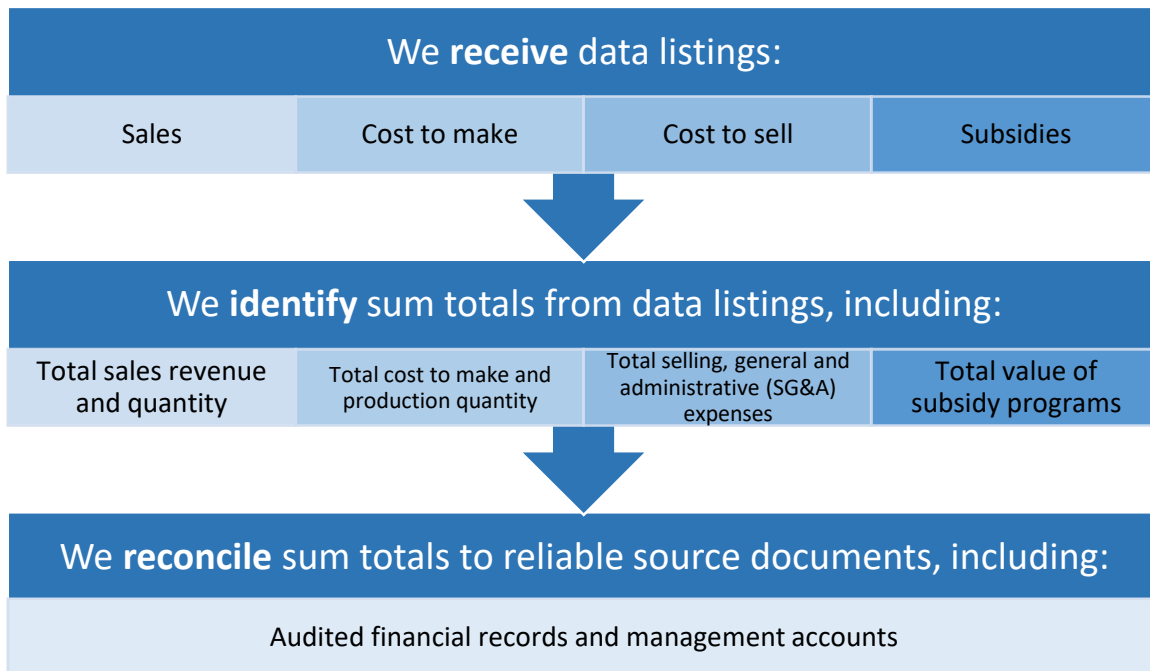 We receive data listings:
Sales
Cost to make
Cost to sell
Subsidies
We identify sum totals from data listings, including:
Total sales revenue
and quantity
Total cost to make and
production quantity
Total selling, general and
administrative (SG&A)
expenses
Total value of
subsidy programs
We reconcile sum totals to reliable source documents, including:
Audited financial records and management accounts